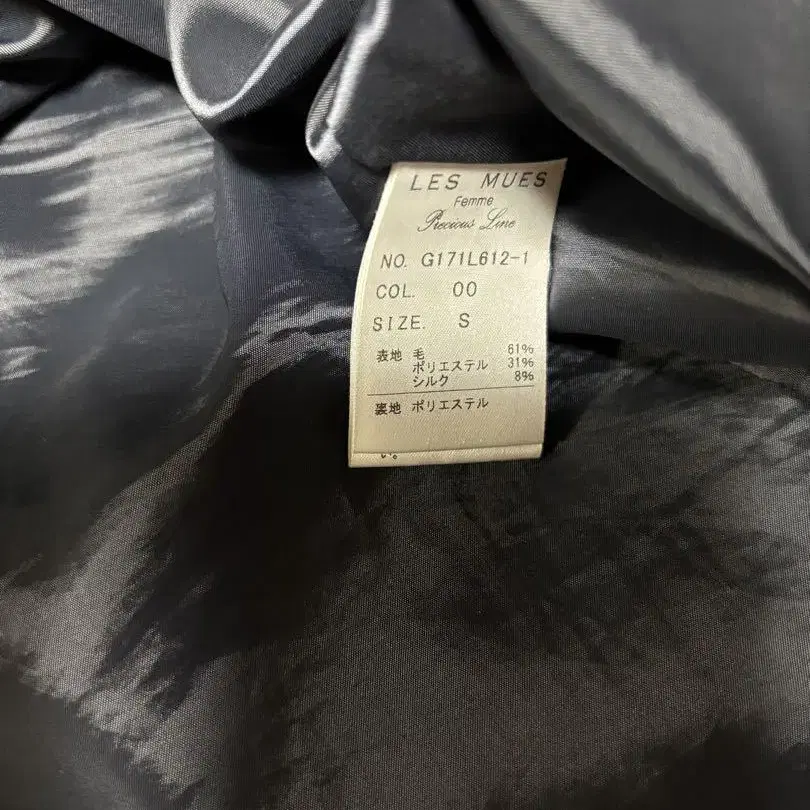 LES MUES
Femme
Precious Line
NO. G171L612-1
COL. 00
SIZE. S
表地 毛 61%
ポリエステル 31%
シルク 8%
裏地 ポリエステル